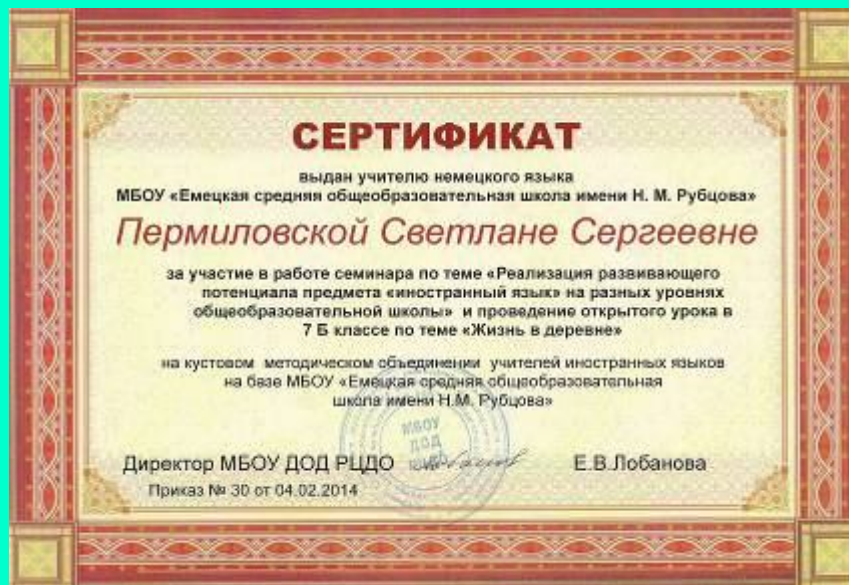 СЕРТИФИКАТ
выдан учителю немецкого языка
МБОУ «Емецкая средняя общеобразовательная школа имени Н. М. Рубцова»
Пермиловской Светлане Сергеевне
за участие в работе семинара по теме «Реализация развивающего
потенциала предмета «иностранный язык» на разных уровнях
общеобразовательной школы» и проведение открытого урока в
7 Б классе по теме «Жизнь в деревне»
на кустовом методическом объединении учителей иностранных языков
на базе МБОУ «Емецкая средняя общеобразовательная
школа имени Н.М. Рубцова»
МБОУ
ДОД
РЦДО
Директор МБОУ ДОД РЦДО Е.В.Лобанова
Приказ № 30 от 04.02.2014